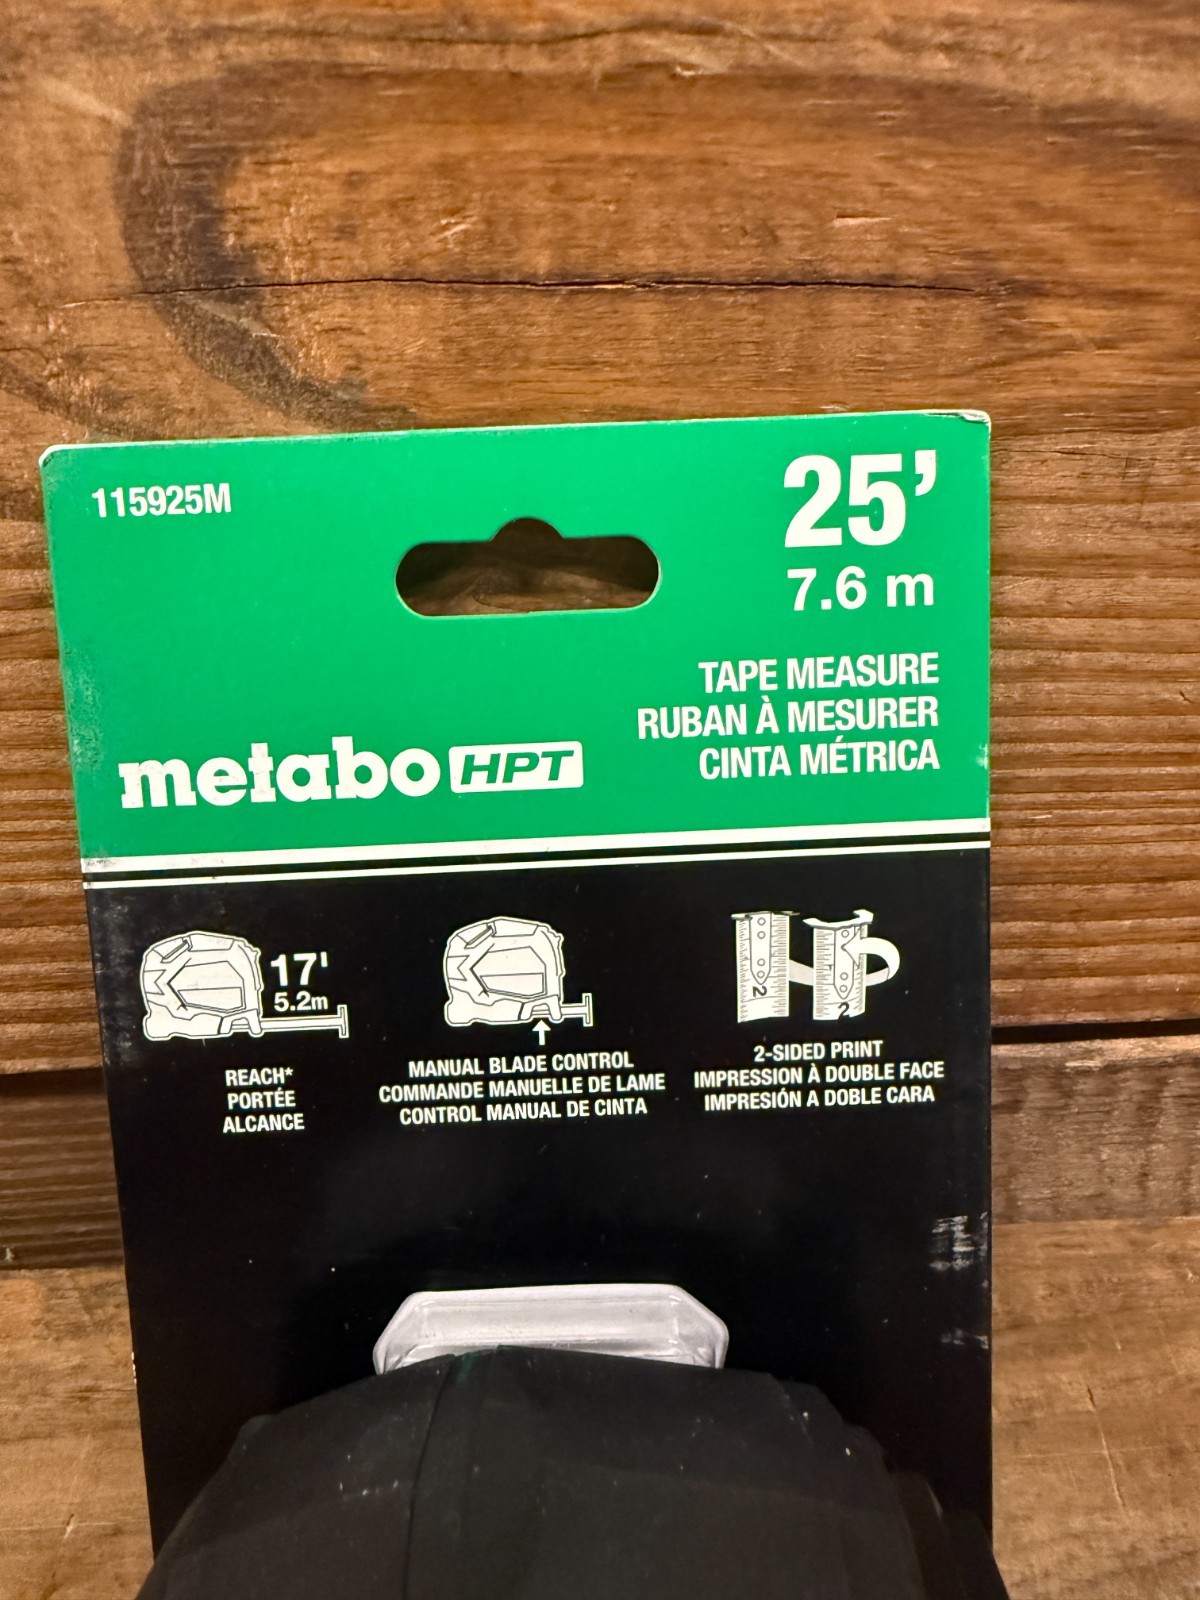 115925M
25'
7.6 m
TAPE MEASURE
RUBAN À MESURER
CINTA MÉTRICA
metabo HPT
17'
5.2m
REACH*
PORTÉE
ALCANCE
MANUAL BLADE CONTROL
COMMANDE MANUELLE DE LAME
CONTROL MANUAL DE CINTA
2
2
2-SIDED PRINT
IMPRESSION À DOUBLE FACE
IMPRESIÓN A DOBLE CARA